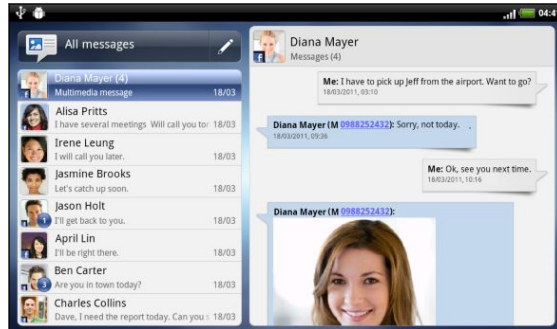 04:4
All messages
Diana Mayer (4)
Multimedia message 18/03
Alisa Pritts
I have several meetings Will call you to 18/03
Irene Leung
I will call you later. 18/03
Jasmine Brooks
Let's catch up soon. 18/03
Jason Holt
1 I'll get back to you. 18/03
April Lin
I'll be right there. 18/03
Ben Carter
3 Are you in town today? 18/03
Charles Collins
Dave, I need the report today. Can you s 18/03
Diana Mayer
Messages (4)
Me: I have to pick up Jeff from the airport. Want to go?
18/03/2011, 03:10
Diana Mayer (M 0988252432): Sorry, not today.
18/03/2011, 09:36
Me: Ok, see you next time.
18/03/2011, 10:16
Diana Mayer (M 0988252432):